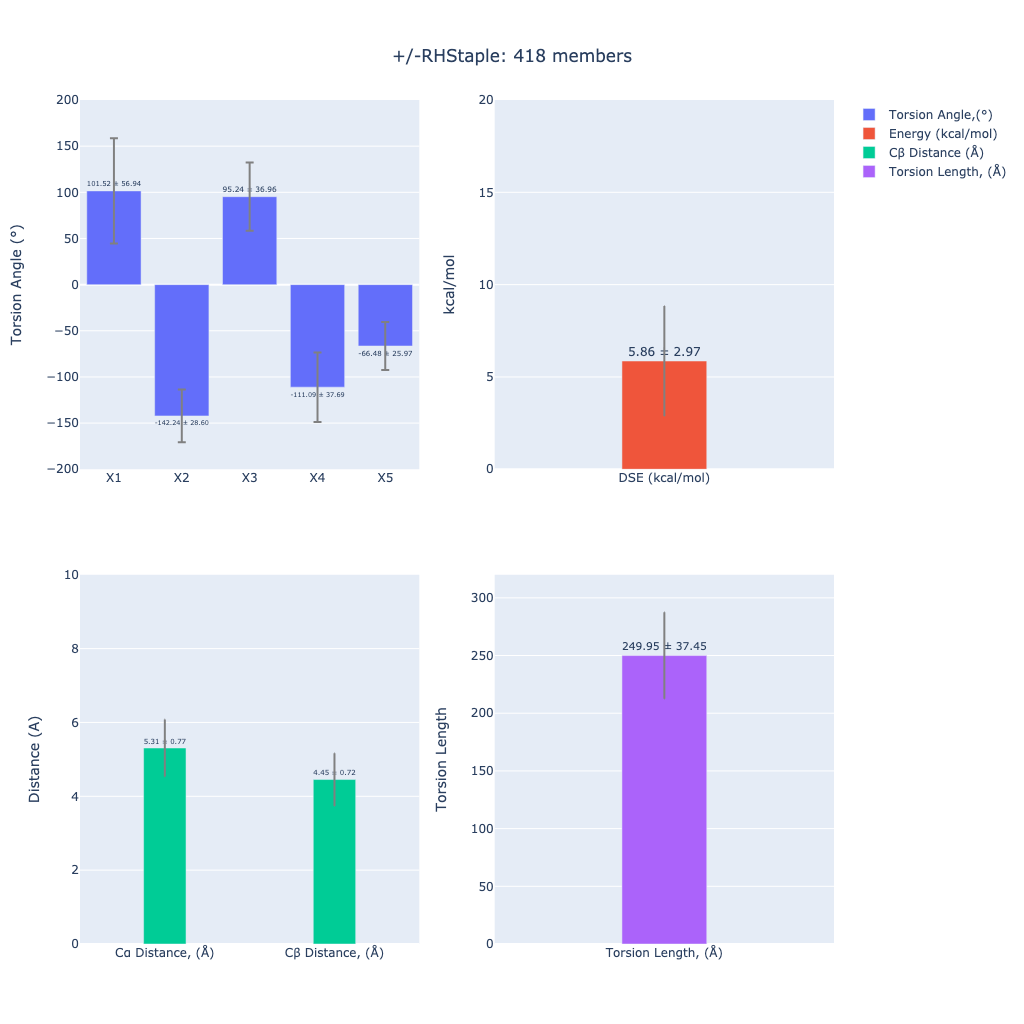 +/-RHStaple: 418 members
Torsion Angle,(°)
Energy (kcal/mol)
Cβ Distance (Å)
Torsion Length, (Å)
Torsion Angle (°)
200
150
100
50
0
−50
−100
−150
−200
101.52 ± 56.94
-142.24 ± 28.60
95.24 ± 36.96
-111.09 ± 37.69
-66.48 ± 25.97
X1 X2 X3 X4 X5
kcal/mol
20
15
10
5
0
5.86 ± 2.97
DSE (kcal/mol)
Distance (A)
10
8
6
4
2
0
5.31 ± 0.77
4.45 ± 0.72
Cα Distance, (Å) Cβ Distance, (Å)
Torsion Length
300
250
200
150
100
50
0
249.95 ± 37.45
Torsion Length, (Å)